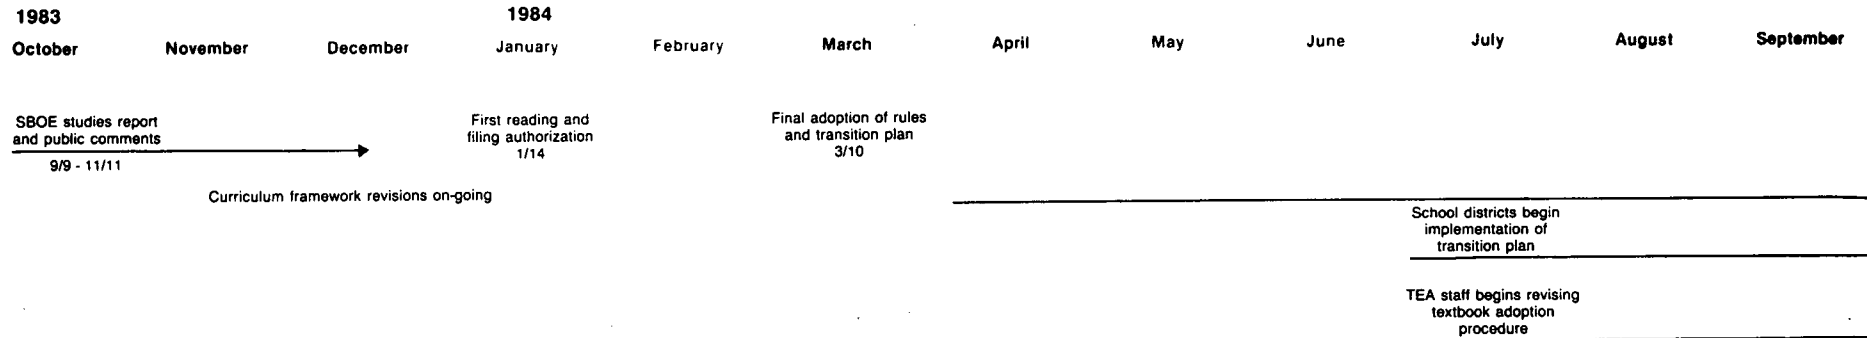 1983 1984
October November December January February March April May June July August September
SBOE studies report
and public comments
9/9 - 11/11
First reading and
filing authorization
1/14
Final adoption of rules
and transition plan
3/10
Curriculum framework revisions on-going
School districts begin
implementation of
transition plan
TEA staff begins revising
textbook adoption
procedure